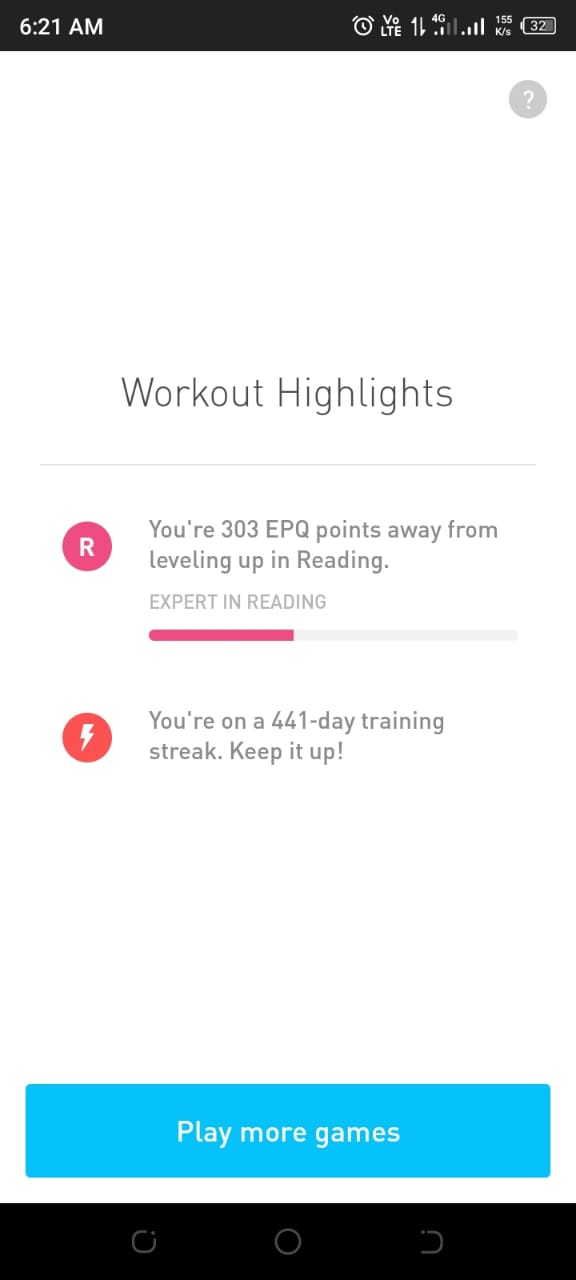 6:21 AM
Vo
LTE
4G
155
K/s
32
?
Workout Highlights
R
You're 303 EPQ points away from
leveling up in Reading.
EXPERT IN READING
You're on a 441-day training
streak. Keep it up!
Play more games